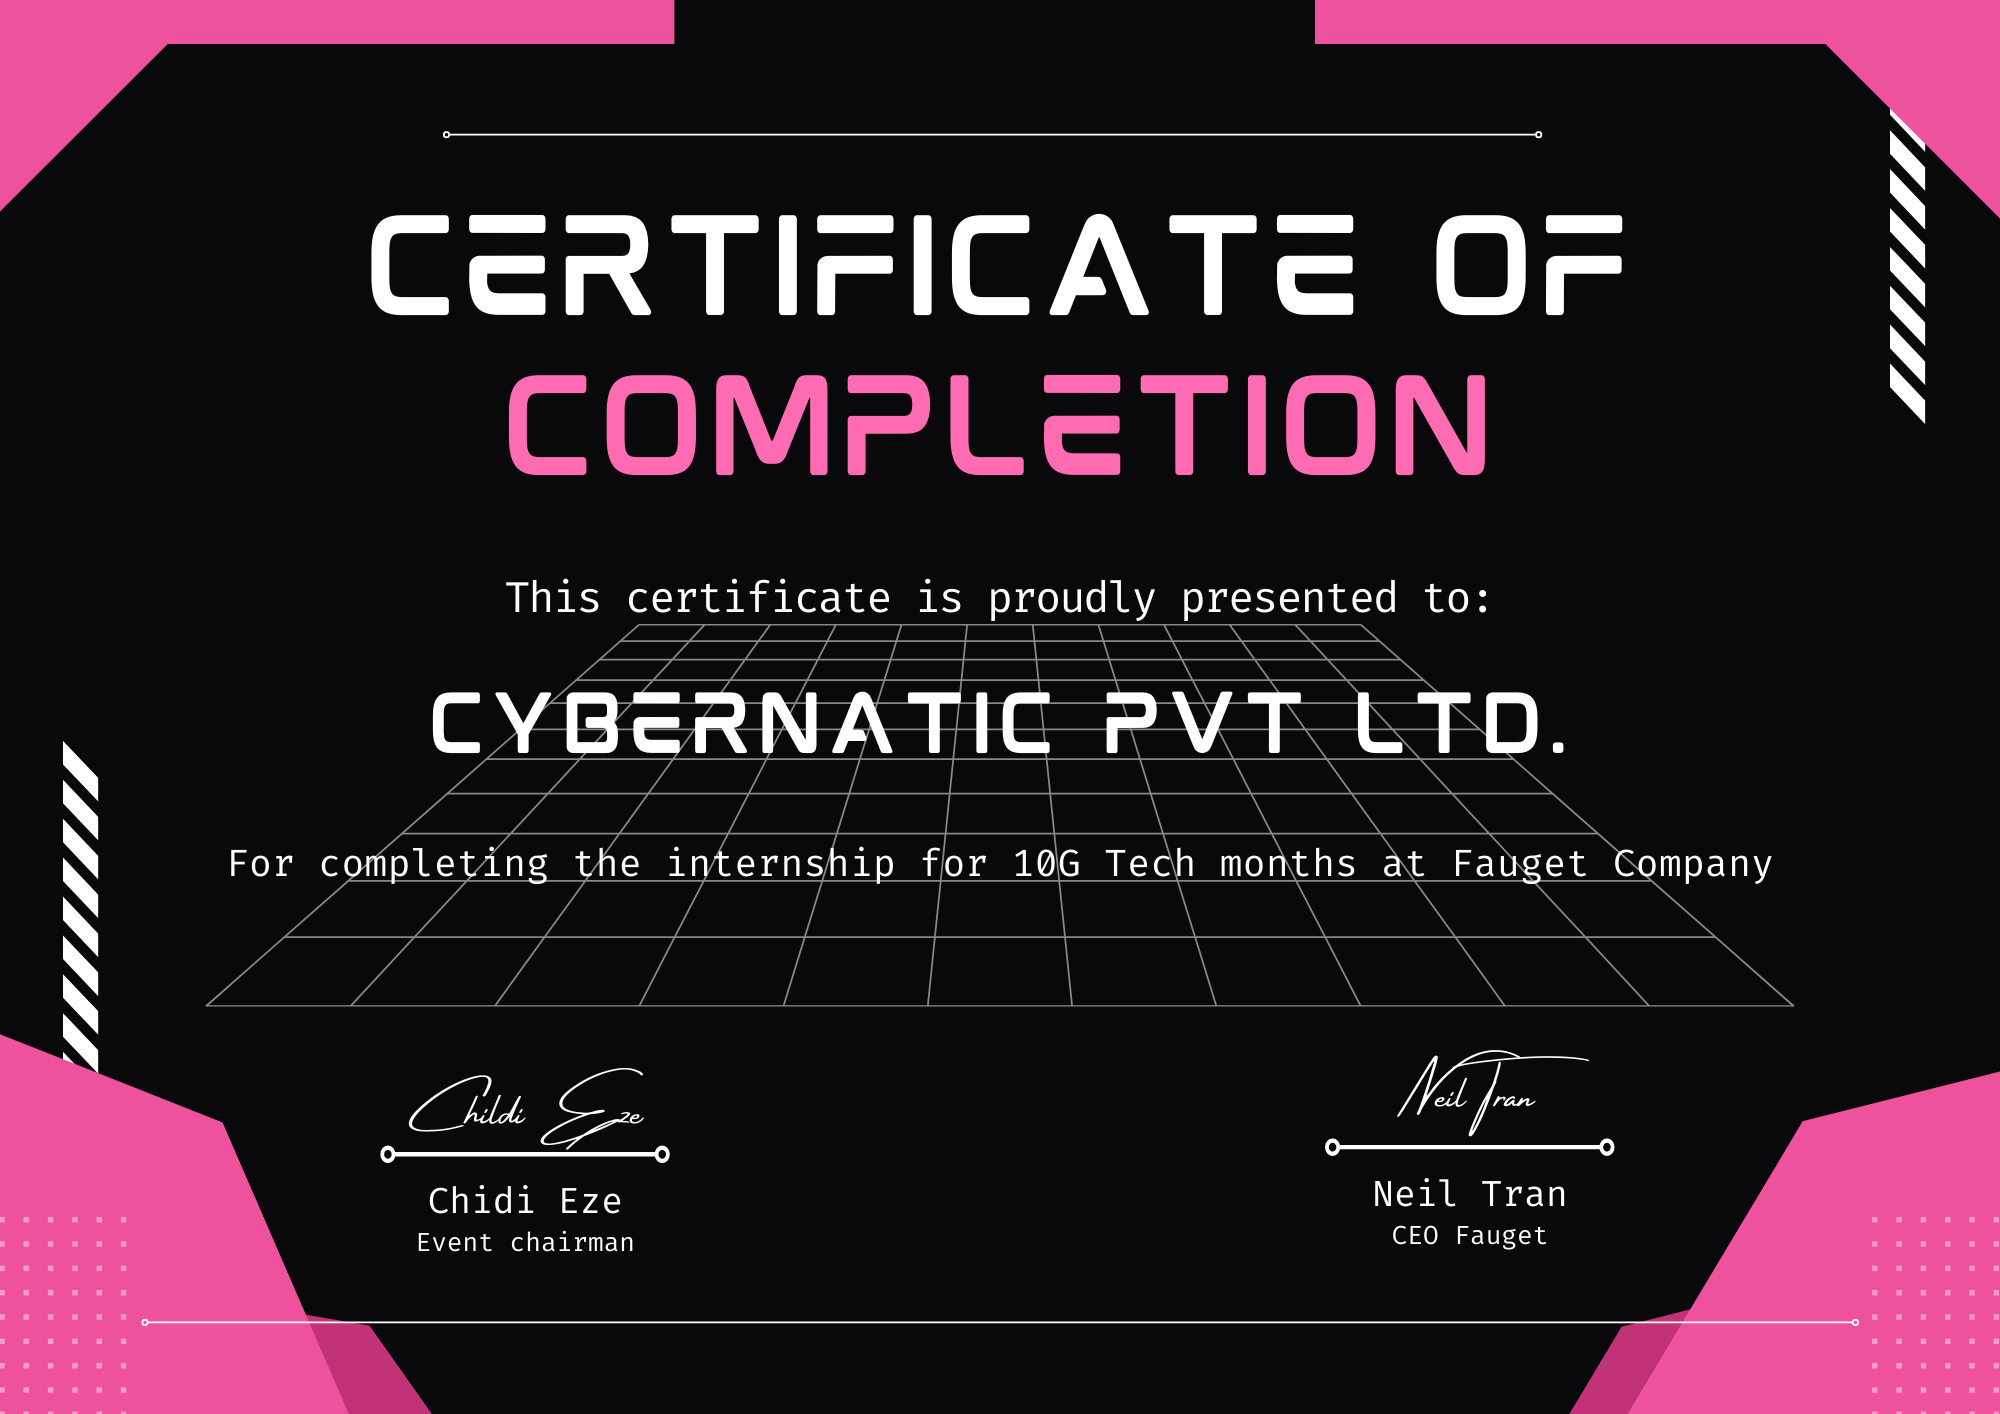 CERTIFICATE OF
COMPLETION
This certificate is proudly presented to:
CYBERNATIC PVT LTD.
For completing the internship for 10G Tech months at Fauget Company
Childi Eze
Chidi Eze
Event chairman
Neil Tran
Neil Tran
CEO Fauget